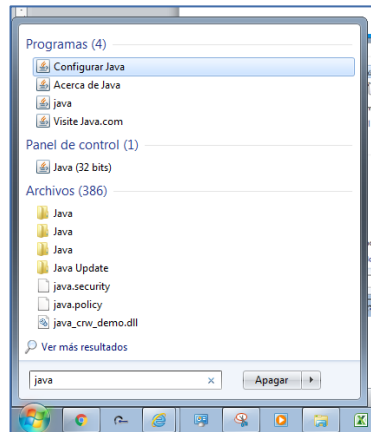 Programas (4)
Configurar Java
Acerca de Java
java
Visite Java.com
Panel de control (1)
Java (32 bits)
Archivos (386)
Java
Java
Java
Java Update
java.security
java.policy
java_crw_demo.dll
Ver más resultados
java
Apagar